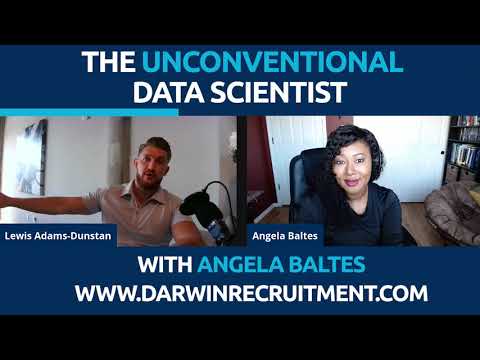 THE UNCONVENTIONAL
DATA SCIENTIST
Lewis Adams-Dunstan
Angela Baltes
WITH ANGELA BALTES
WWW.DARWINRECRUITMENT.COM